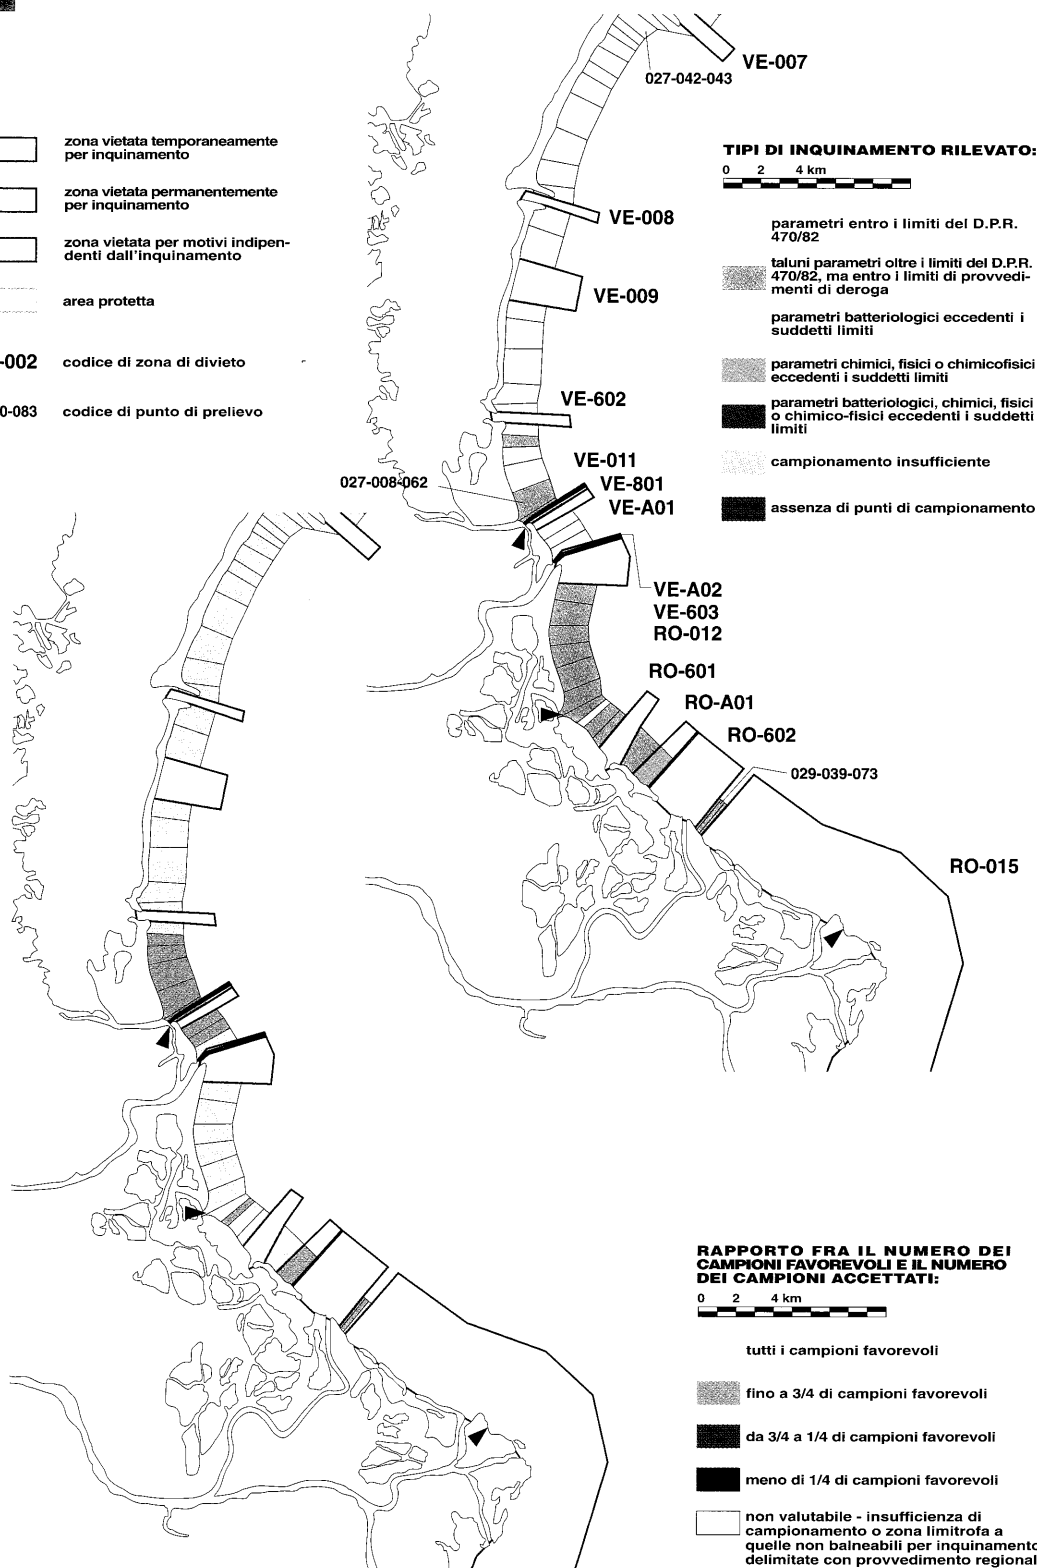 VE-007
027-042-043
zona vietata temporaneamente
per inquinamento
zona vietata permanentemente
per inquinamento
zona vietata per motivi indipen-
denti dall'inquinamento
area protetta
-002 codice di zona di divieto
0-083 codice di punto di prelievo
TIPI DI INQUINAMENTO RILEVATO:
0 2 4 km
parametri entro i limiti del D.P.R.
470/82
taluni parametri oltre i limiti del D.P.R.
470/82, ma entro i limiti di provvedi-
menti di deroga
parametri batteriologici eccedenti i
suddetti limiti
parametri chimici, fisici o chimicofisici
eccedenti i suddetti limiti
parametri batteriologici, chimici, fisici
o chimico-fisici eccedenti i suddetti
limiti
campionamento insufficiente
assenza di punti di campionamento
VE-008
VE-009
VE-602
VE-011
027-008-062
VE-801
VE-A01
VE-A02
VE-603
RO-012
RO-601
RO-A01
RO-602
029-039-073
RO-015
RAPPORTO FRA IL NUMERO DEI
CAMPIONI FAVOREVOLI E IL NUMERO
DEI CAMPIONI ACCETTATI:
0 2 4 km
tutti i campioni favorevoli
fino a 3/4 di campioni favorevoli
da 3/4 a 1/4 di campioni favorevoli
meno di 1/4 di campioni favorevoli
non valutabile - insufficienza di
campionamento o zona limitrofa a
quelle non balneabili per inquinamento
delimitate con provvedimento regional